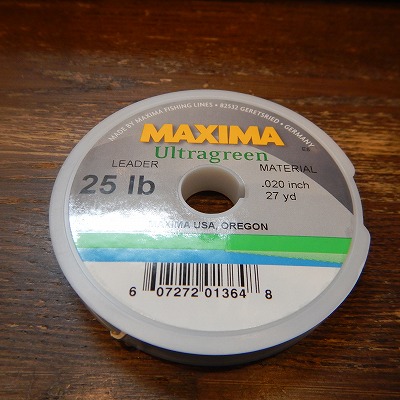 MADE BY MAXIMA FISHING LINES • 82532 GERETSRIED • GERMANY
MAXIMA
Ultragreen
LEADER MATERIAL
25 lb
.020 inch
27 yd
USA, OREGON
6 07272 01364 8